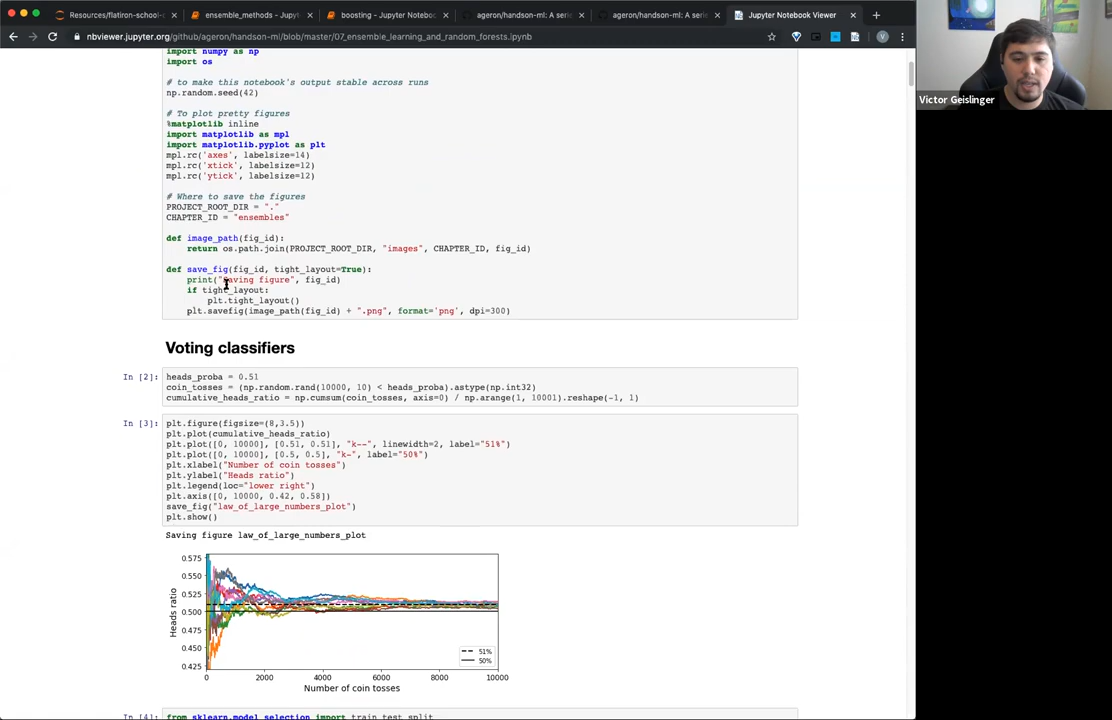 Resources/flatiron-school-
ensemble_methods - Jupyt
boosting - Jupyter Notebook
ageron/handson-ml: A serie
ageron/handson-ml: A serie
Jupyter Notebook Viewer
nbviewer.jupyter.org/github/ageron/handson-ml/blob/master/07_ensemble_learning_and_random_forests.ipynb
V
Victor Geislinger
import numpy as np
import os
# to make this notebook's output stable across runs
np.random.seed(42)
# To plot pretty figures
%matplotlib inline
import matplotlib as mpl
import matplotlib.pyplot as plt
mpl.rc('axes', labelsize=14)
mpl.rc('xtick', labelsize=12)
mpl.rc('ytick', labelsize=12)
# Where to save the figures
PROJECT_ROOT_DIR = "."
CHAPTER_ID = "ensembles"
def image_path(fig_id):
return os.path.join(PROJECT_ROOT_DIR, "images", CHAPTER_ID, fig_id)
def save_fig(fig_id, tight_layout=True):
print("Saving figure", fig_id)
if tight_layout:
plt.tight_layout()
plt.savefig(image_path(fig_id) + ".png", format='png', dpi=300)
Voting classifiers
In [2]:
heads_proba = 0.51
coin_tosses = (np.random.rand(10000, 10) < heads_proba).astype(np.int32)
cumulative_heads_ratio = np.cumsum(coin_tosses, axis=0) / np.arange(1, 10001).reshape(-1, 1)
In [3]:
plt.figure(figsize=(8,3.5))
plt.plot(cumulative_heads_ratio)
plt.plot([0, 10000], [0.51, 0.51], "k--", linewidth=2, label="51%")
plt.plot([0, 10000], [0.5, 0.5], "k-", label="50%")
plt.xlabel("Number of coin tosses")
plt.ylabel("Heads ratio")
plt.legend(loc="lower right")
plt.axis([0, 10000, 0.42, 0.58])
save_fig("law_of_large_numbers_plot")
plt.show()
Saving figure law_of_large_numbers_plot
0.575
0.550
0.525
0.500
0.475
0.450
0.425
Heads ratio
51%
50%
0 2000 4000 6000 8000 10000
Number of coin tosses
In [4]:
from sklearn.model_selection import train_test_split